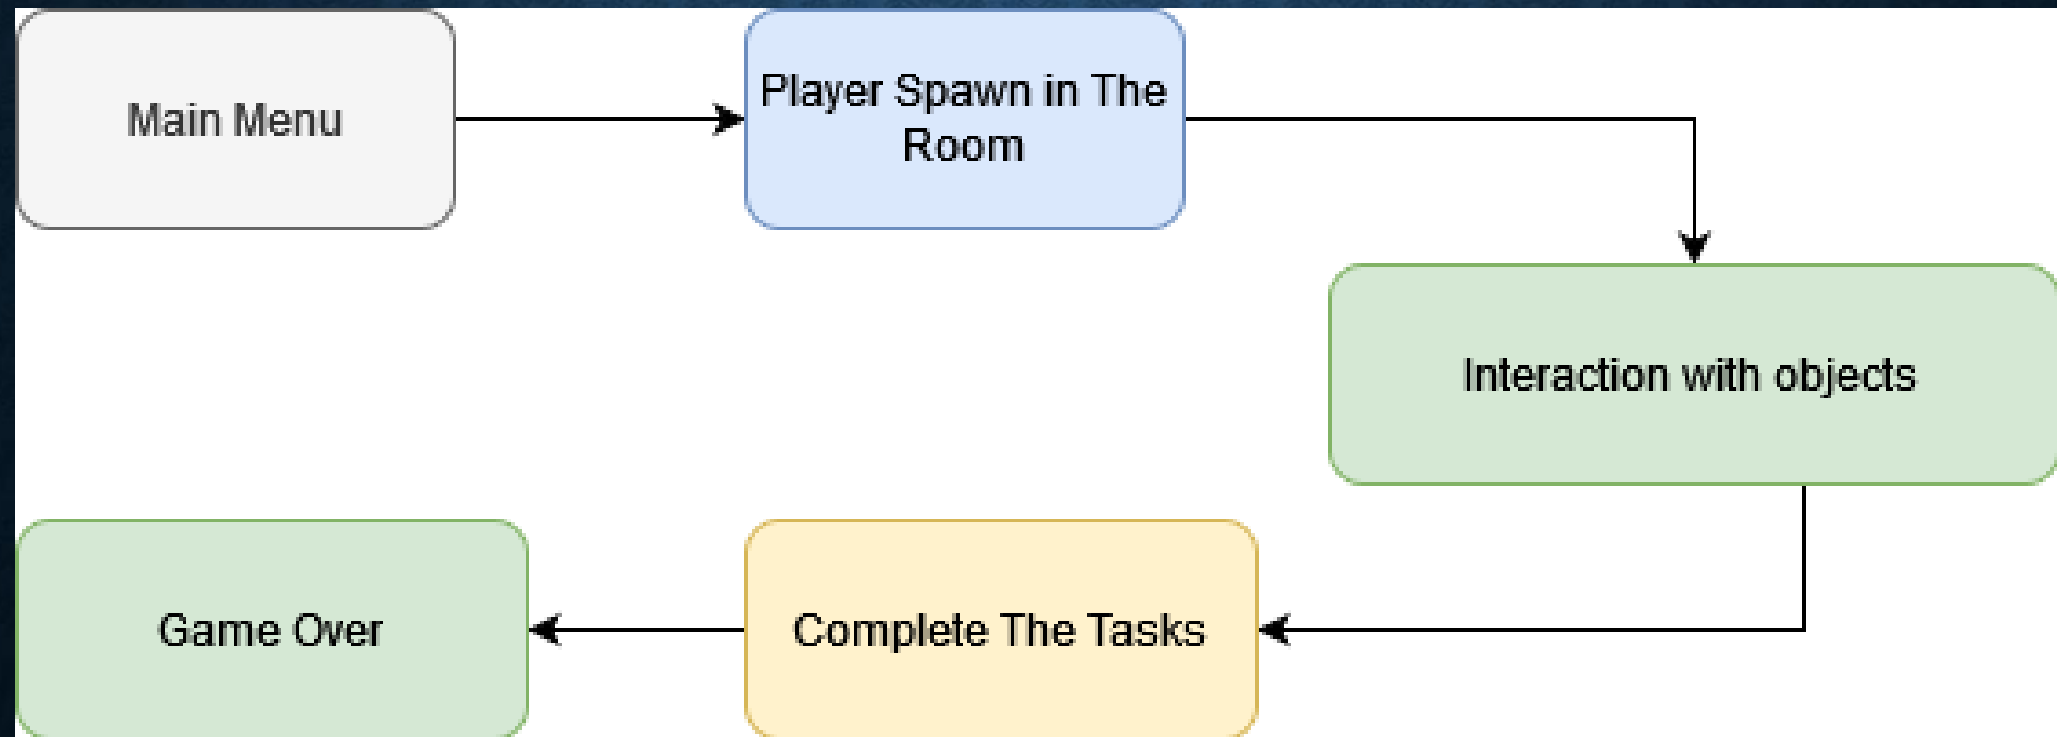 Main Menu
Player Spawn in The
Room
Interaction with objects
Complete The Tasks
Game Over